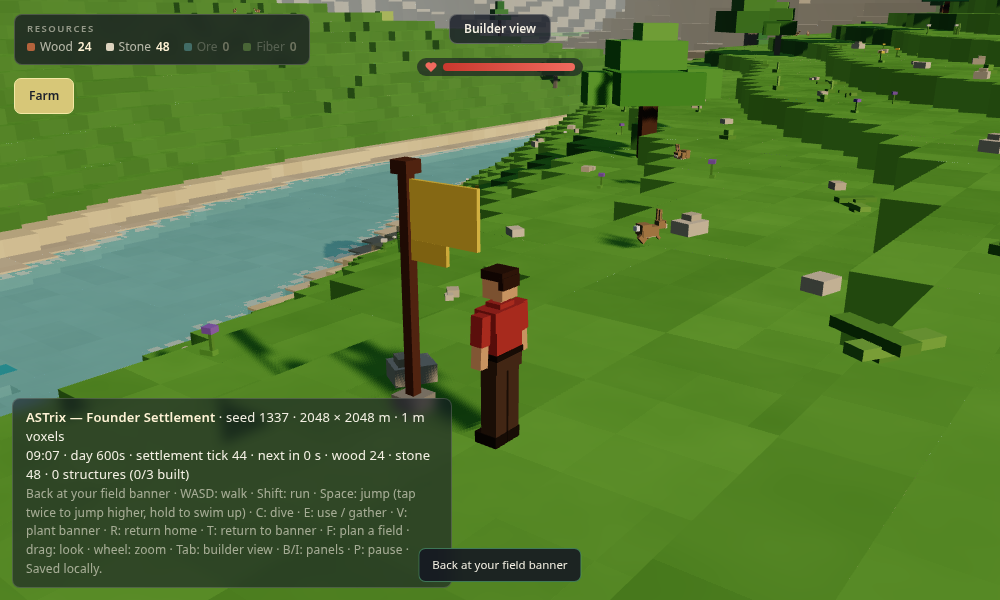 RESOURCES
Wood 24 Stone 48 Ore 0 Fiber 0
Builder view
Farm
ASTrix — Founder Settlement · seed 1337 · 2048 × 2048 m · 1 m
voxels
09:07 · day 600s · settlement tick 44 · next in 0 s · wood 24 · stone
48 · 0 structures (0/3 built)
Back at your field banner · WASD: walk · Shift: run · Space: jump (tap
twice to jump higher, hold to swim up) · C: dive · E: use / gather · V:
plant banner · R: return home · T: return to banner · F: plan a field ·
drag: look · wheel: zoom · Tab: builder view · B/I: panels · P: pause ·
Saved locally.
Back at your field banner